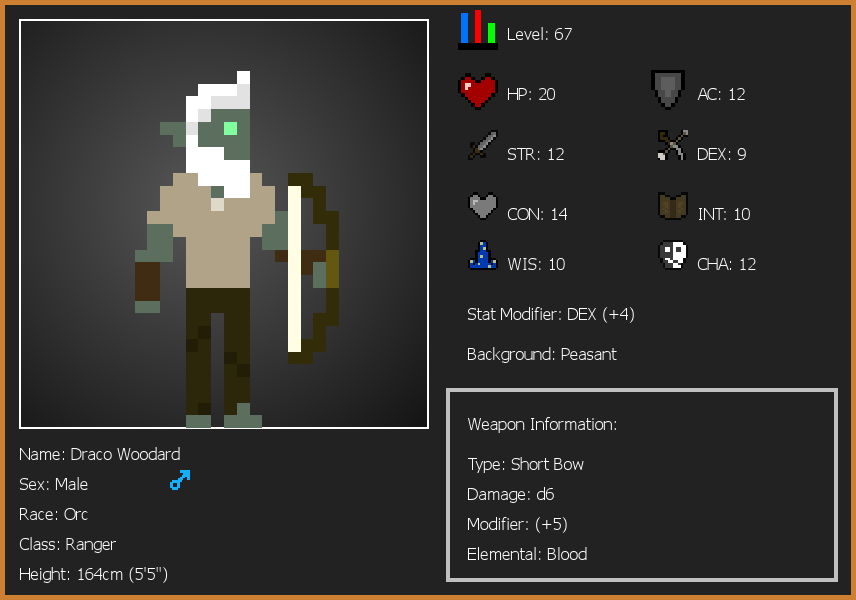 Level: 67
HP: 20
AC: 12
STR: 12
DEX: 9
CON: 14
INT: 10
WIS: 10
CHA: 12
Stat Modifier: DEX (+4)
Background: Peasant
Weapon Information:
Type: Short Bow
Damage: d6
Modifier: (+5)
Elemental: Blood
Name: Draco Woodard
Sex: Male
Race: Orc
Class: Ranger
Height: 164cm (5'5")